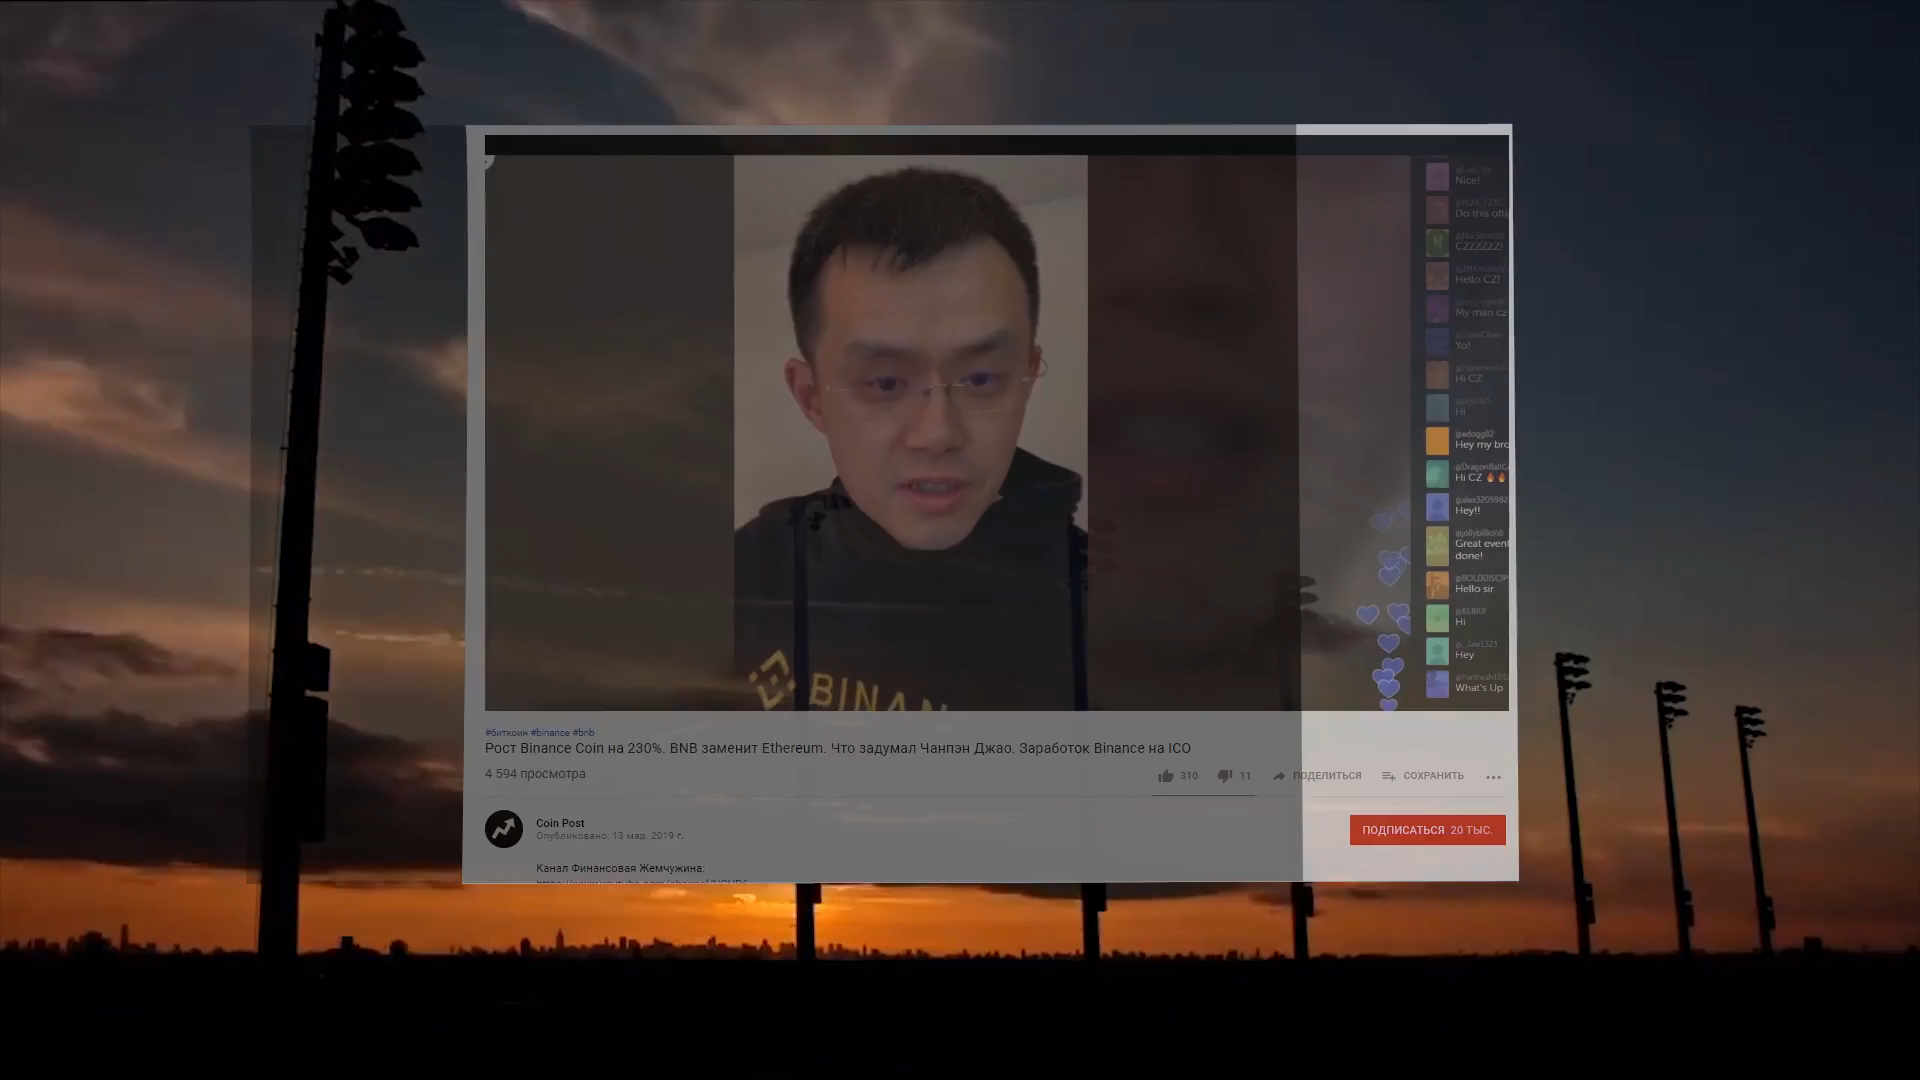 Nice!
CZZZZZZ!
Hello CZ!
My man cz
Yo!
Hi CZ
Hi
@edogg82
Hey my bro
Hi CZ 🔥🔥
Hey!!
@jollybillion8
Great event
done!
Hello sir
Hi
Hey
What's Up
BINAN
#биткоин #binance #bnb
Рост Binance Coin на 230%. BNB заменит Ethereum. Что задумал Чанпэн Джао. Заработок Binance на ICO
4 594 просмотра
310 11 ПОДЕЛИТЬСЯ СОХРАНИТЬ
Coin Post
Опубликовано: 13 мар. 2019 г.
ПОДПИСАТЬСЯ 20 ТЫС.
Канал Финансовая Жемчужина: